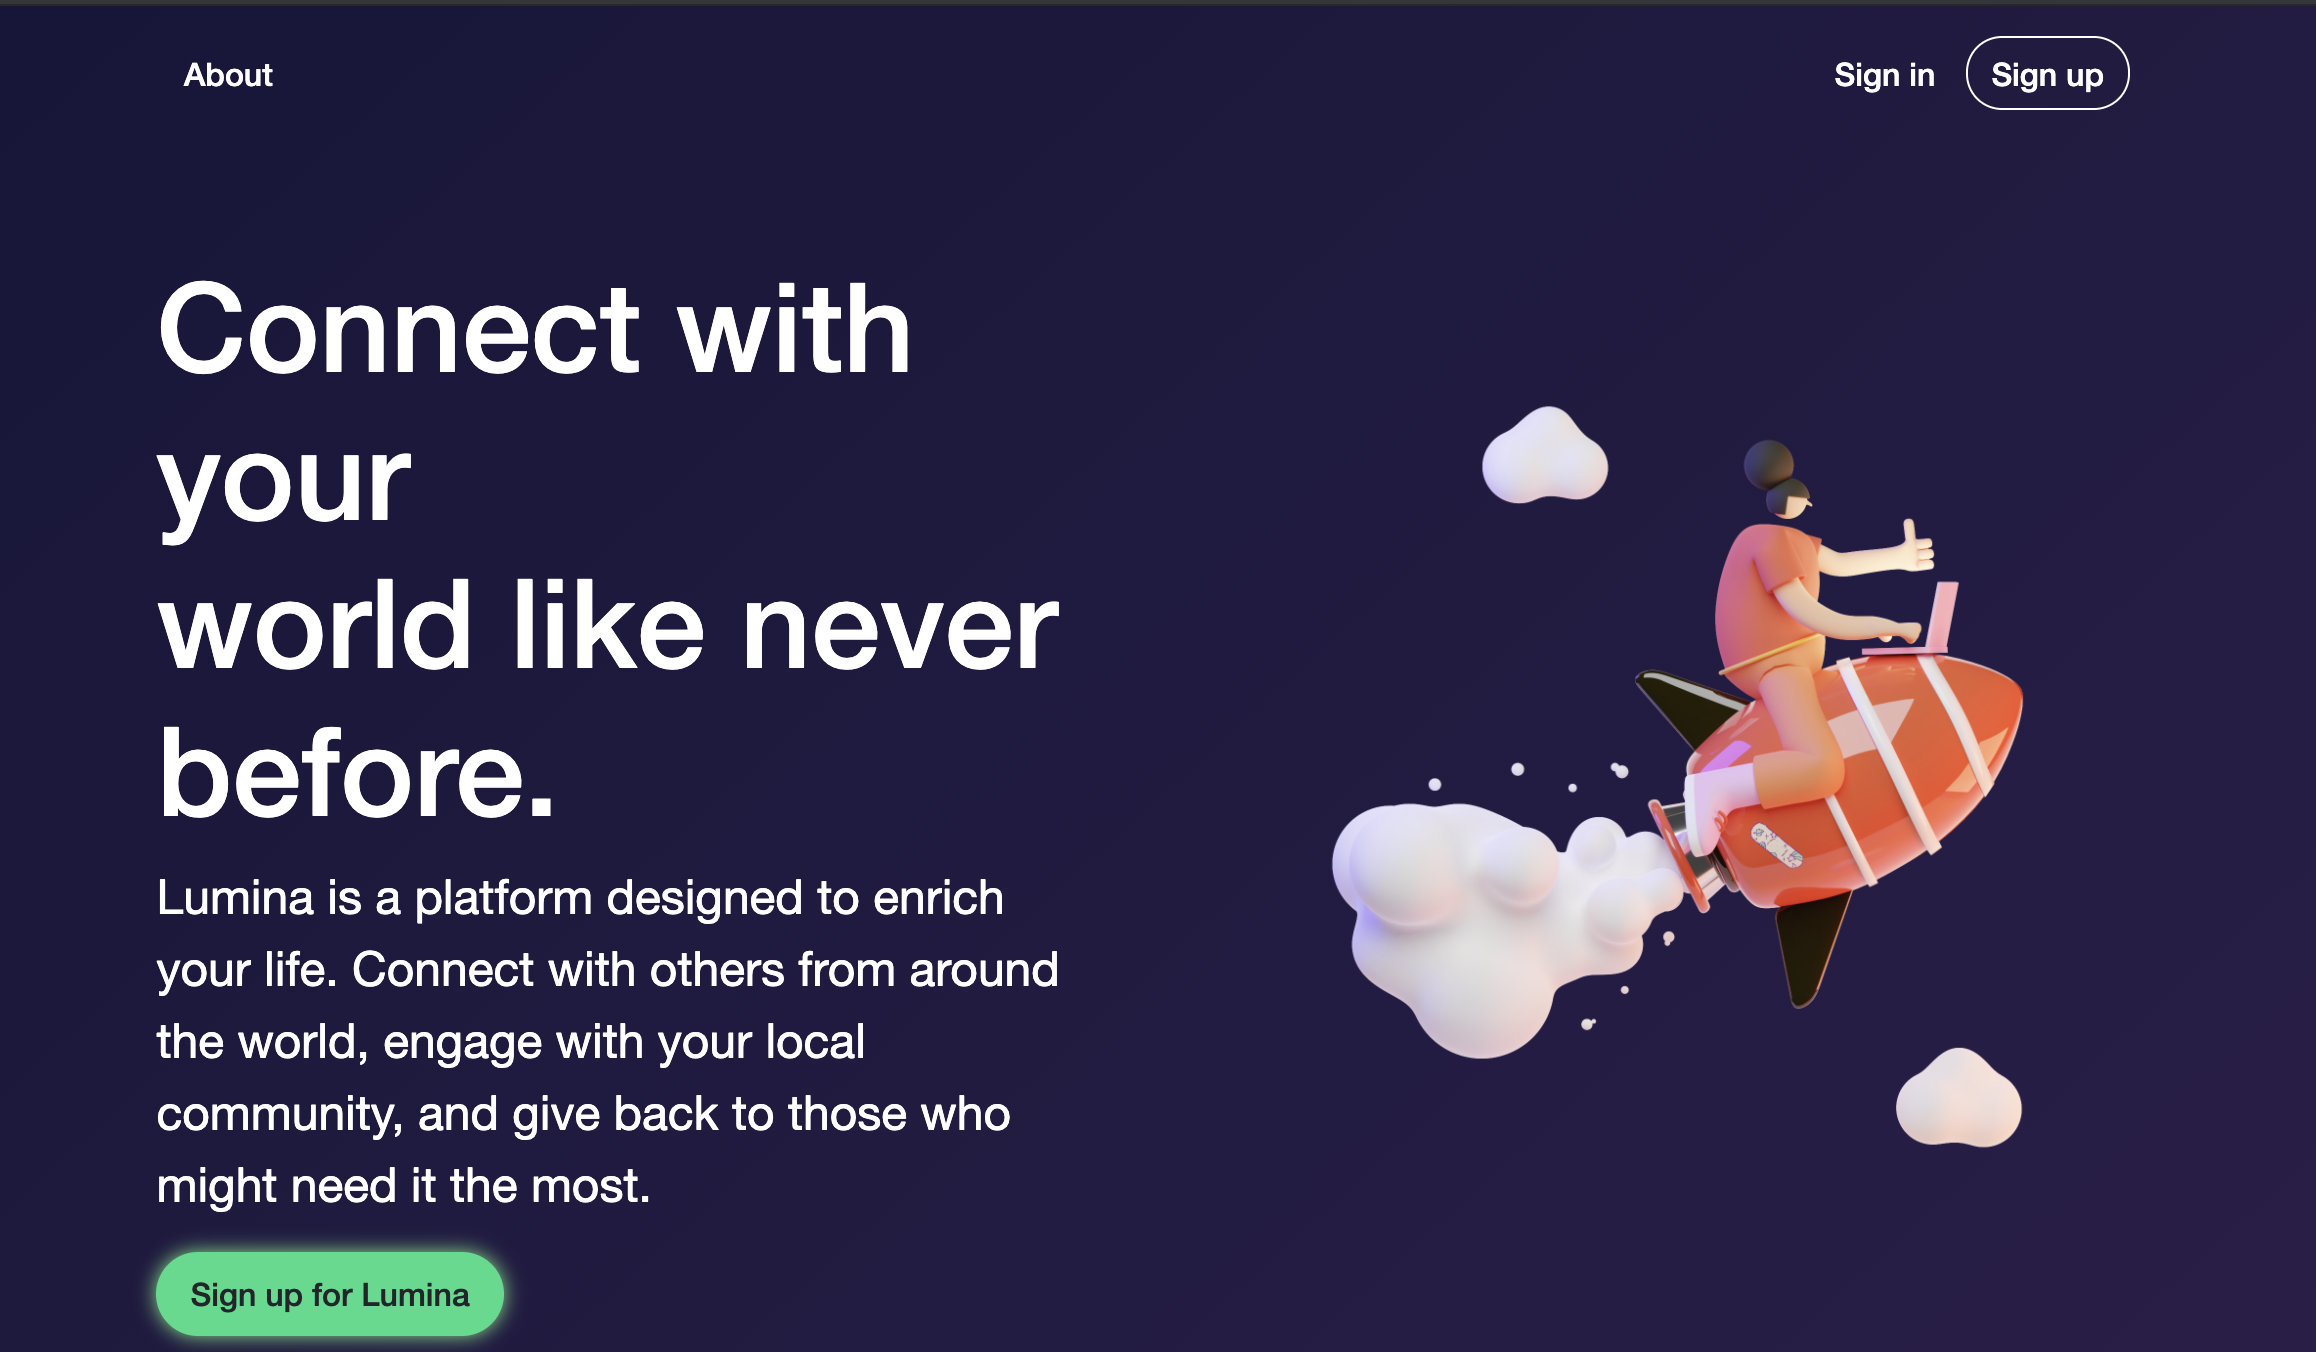 About
Sign in
Sign up
Connect with
your
world like never
before.
Lumina is a platform designed to enrich
your life. Connect with others from around
the world, engage with your local
community, and give back to those who
might need it the most.
Sign up for Lumina